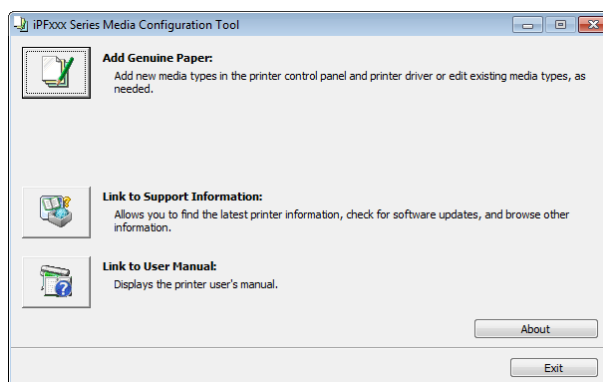 iPFxxx Series Media Configuration Tool
Add Genuine Paper:
Add new media types in the printer control panel and printer driver or edit existing media types, as
needed.
Link to Support Information:
Allows you to find the latest printer information, check for software updates, and browse other
information.
Link to User Manual:
Displays the printer user's manual.
About
Exit